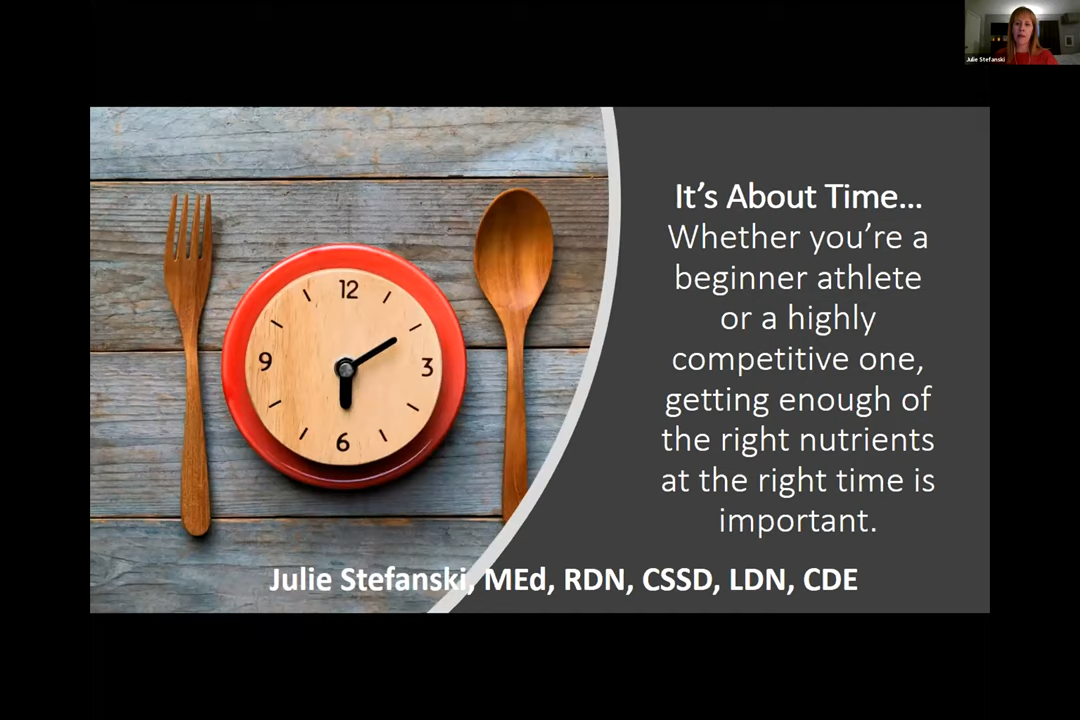 Julie Stefanski
It's About Time...
Whether you're a
beginner athlete
or a highly
competitive one,
getting enough of
the right nutrients
at the right time is
important.
12
9
3
6
Julie Stefanski, MEd, RDN, CSSD, LDN, CDE